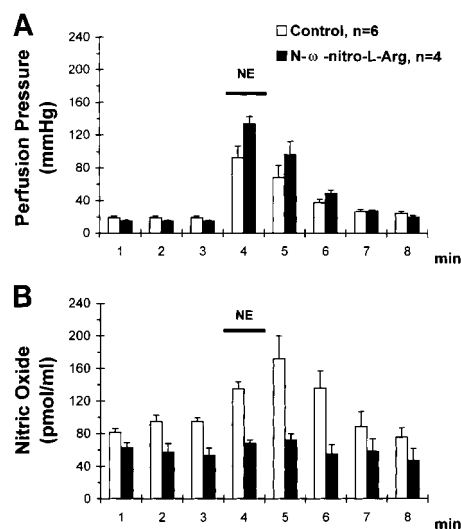 A
Control, n=6
N-ω-nitro-L-Arg, n=4
NE
Perfusion Pressure
(mmHg)
240
200
160
120
80
40
0
1 2 3 4 5 6 7 8 min
B
NE
Nitric Oxide
(pmol/ml)
240
200
160
120
80
40
0
1 2 3 4 5 6 7 8 min